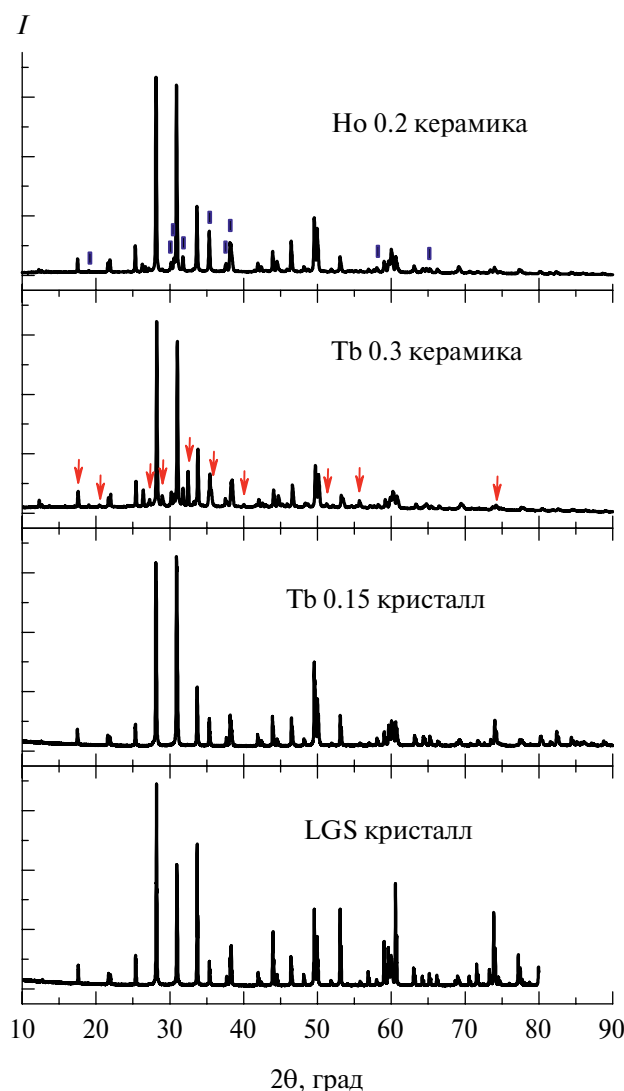 I
Ho 0.2 керамика
Tb 0.3 керамика
Tb 0.15 кристалл
LGS кристалл
10 20 30 40 50 60 70 80 90
2θ, град